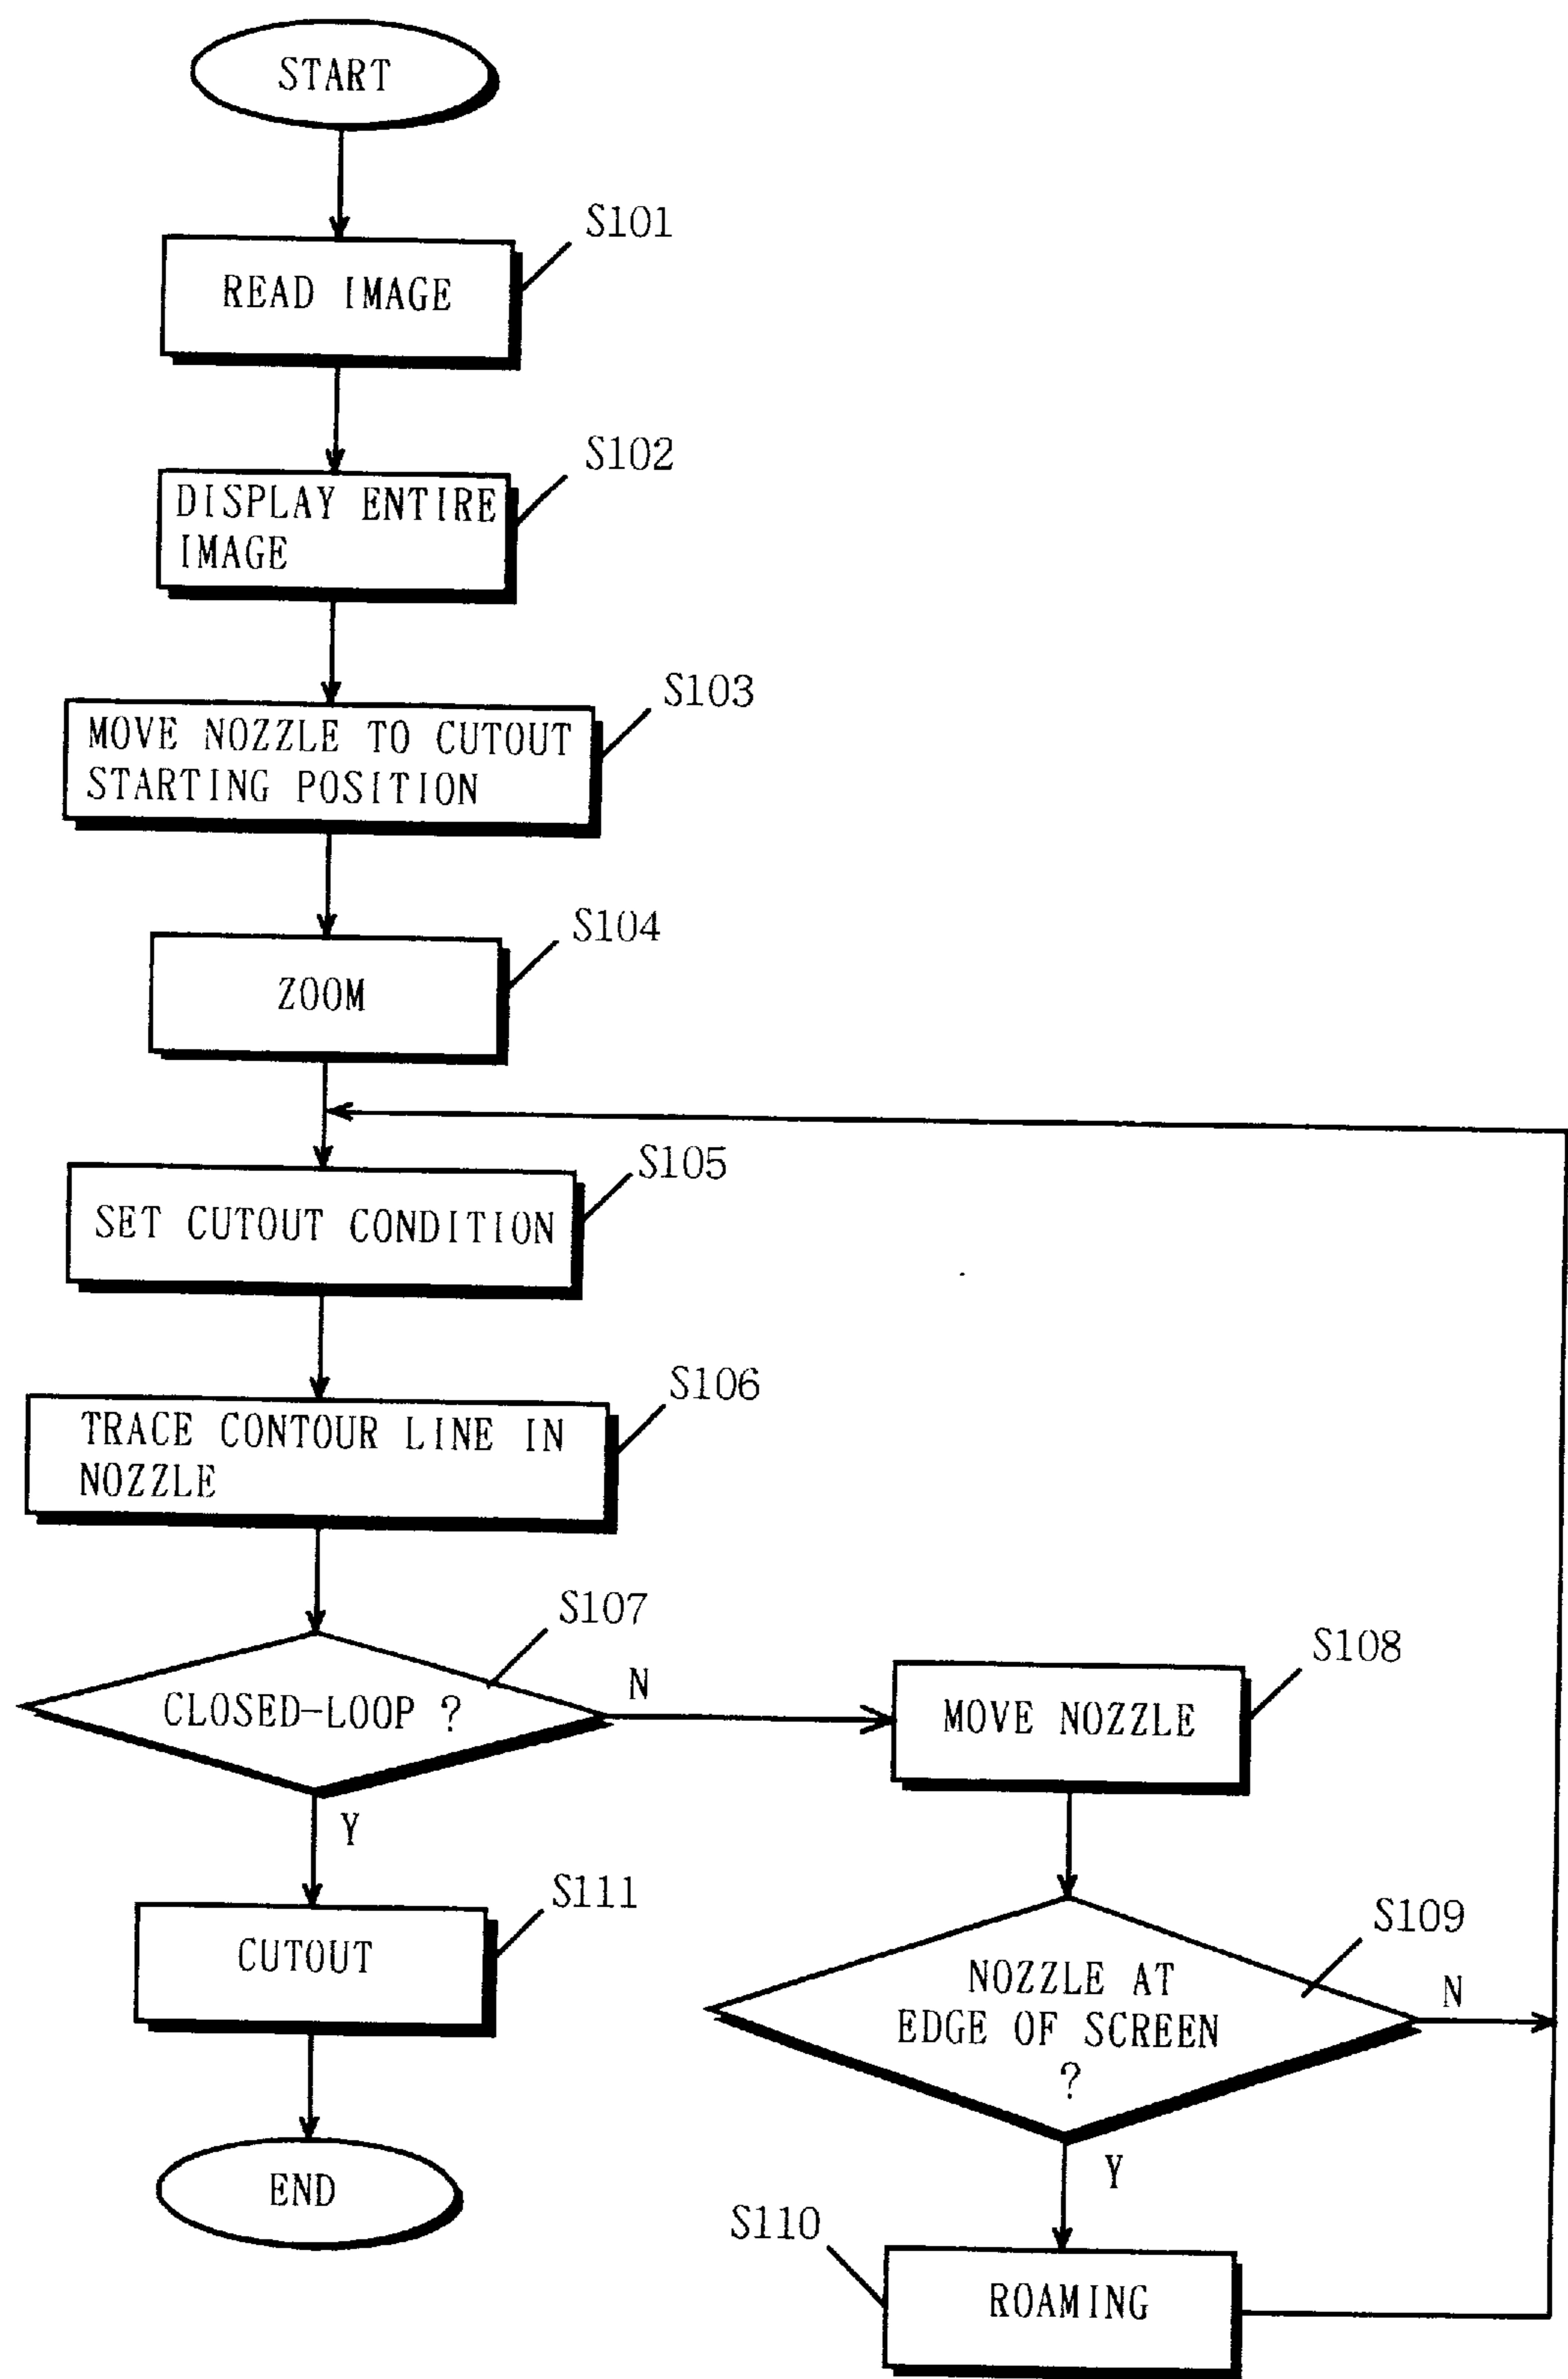 START
S101
READ IMAGE
S102
DISPLAY ENTIRE
IMAGE
S103
MOVE NOZZLE TO CUTOUT
STARTING POSITION
S104
ZOOM
S105
SET CUTOUT CONDITION
S106
TRACE CONTOUR LINE IN
NOZZLE
S107
CLOSED-LOOP ?
N
Y
S108
MOVE NOZZLE
S109
NOZZLE AT
EDGE OF SCREEN
?
N
Y
S111
CUTOUT
END
S110
ROAMING